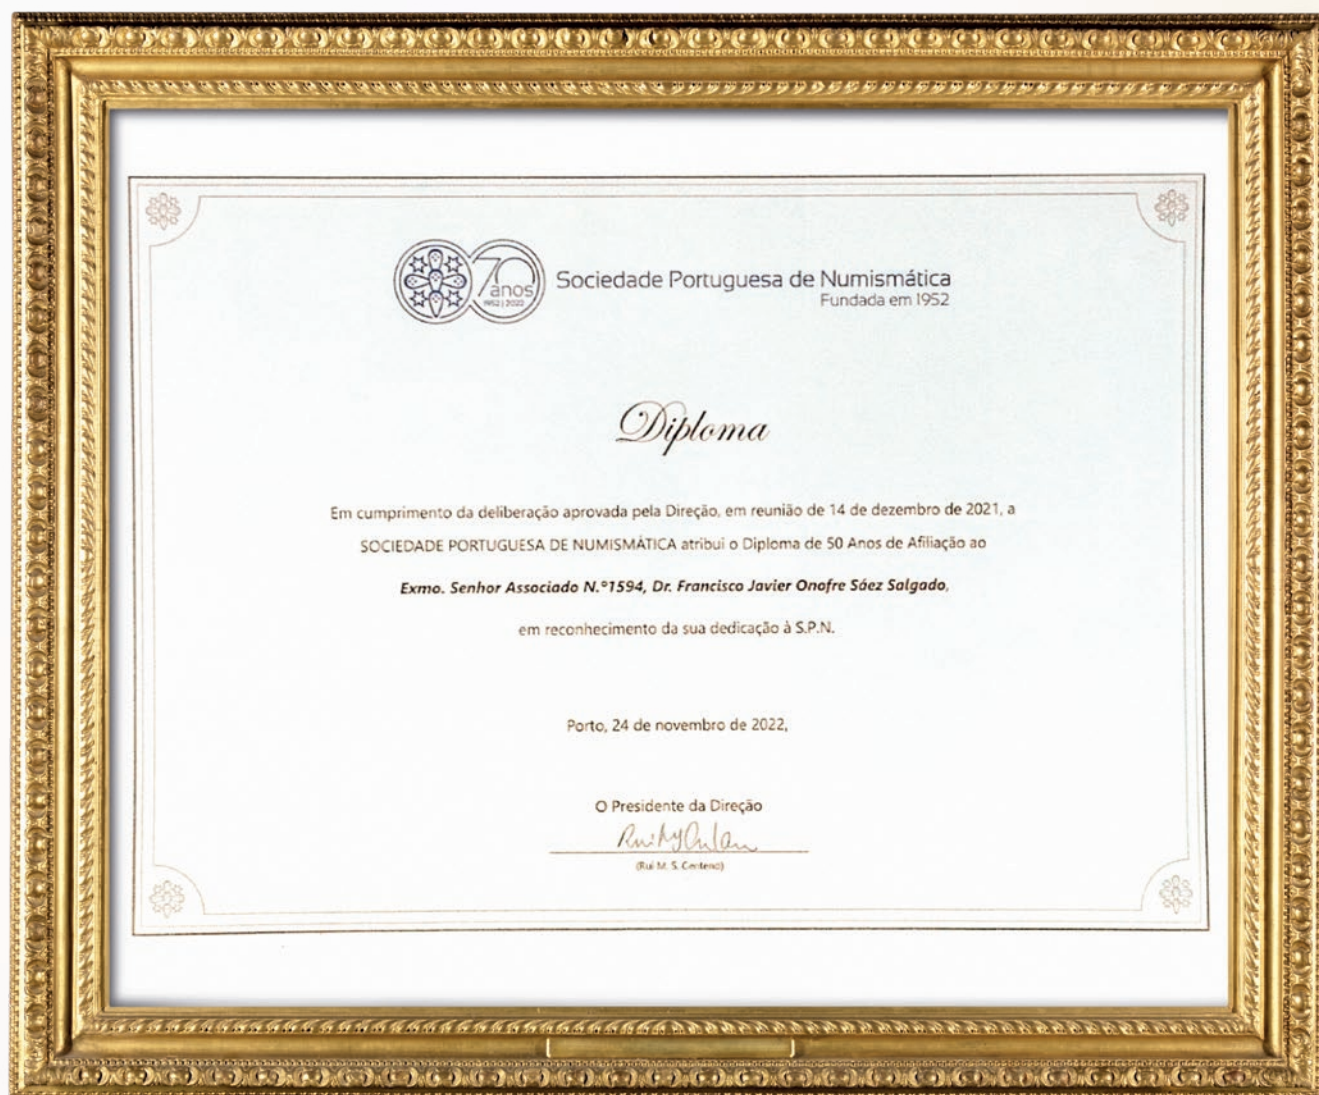 70
anos
1952 | 2022
Sociedade Portuguesa de Numismática
Fundada em 1952
Diploma
Em cumprimento da deliberação aprovada pela Direção, em reunião de 14 de dezembro de 2021, a
SOCIEDADE PORTUGUESA DE NUMISMÁTICA atribui o Diploma de 50 Anos de Afiliação ao
Exmo. Senhor Associado N.º1594, Dr. Francisco Javier Onofre Sáez Salgado,
em reconhecimento da sua dedicação à S.P.N.
Porto, 24 de novembro de 2022,
O Presidente da Direção
(Rui M. S. Centeno)